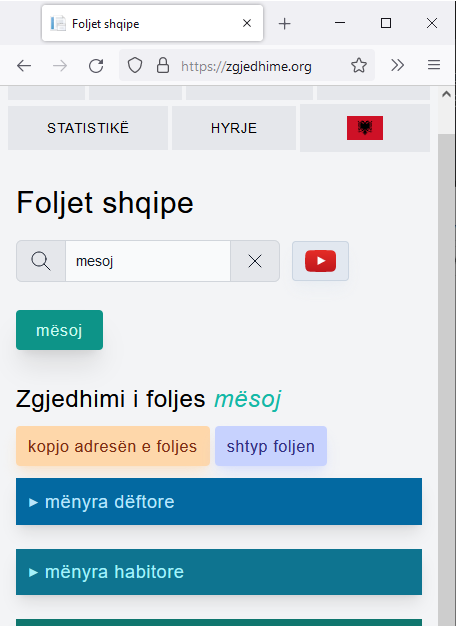 Foljet shqipe
https://zgjedhime.org
STATISTIKË
HYRJE
Foljet shqipe
mesoj
mësoj
Zgjedhimi i foljes mësoj
kopjo adresën e foljes
shtyp foljen
▸ mënyra dëftore
▸ mënyra habitore